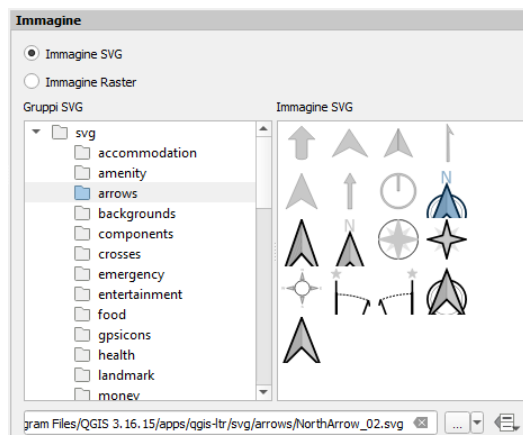 Immagine
Immagine SVG
Immagine Raster
Gruppi SVG
svg
accommodation
amenity
arrows
backgrounds
components
crosses
emergency
entertainment
food
gpsicons
health
landmark
money
Immagine SVG
N
N
gram Files/QGIS 3.16.15/apps/qgis-ltr/svg/arrows/NorthArrow_02.svg
...